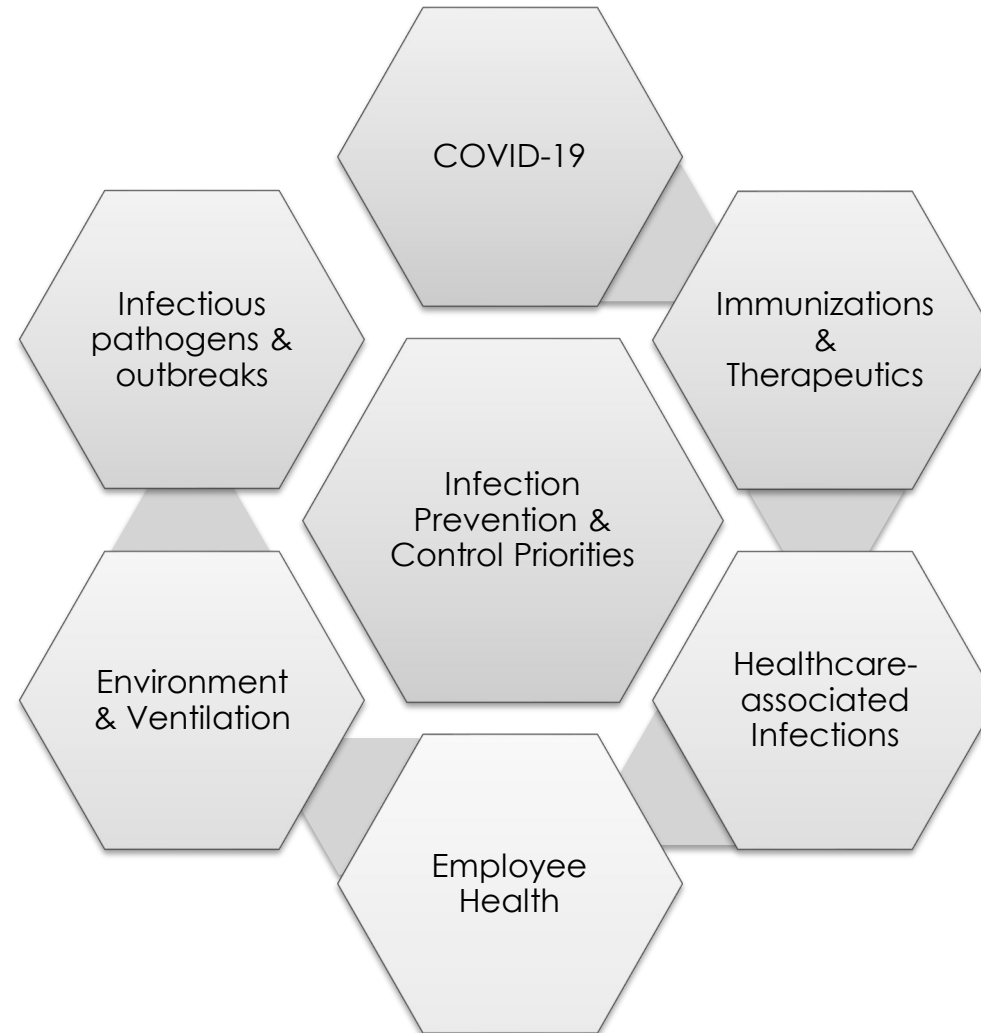 COVID-19
Immunizations
&
Therapeutics
Healthcare-
associated
Infections
Employee
Health
Environment
& Ventilation
Infectious
pathogens &
outbreaks
Infection
Prevention &
Control Priorities